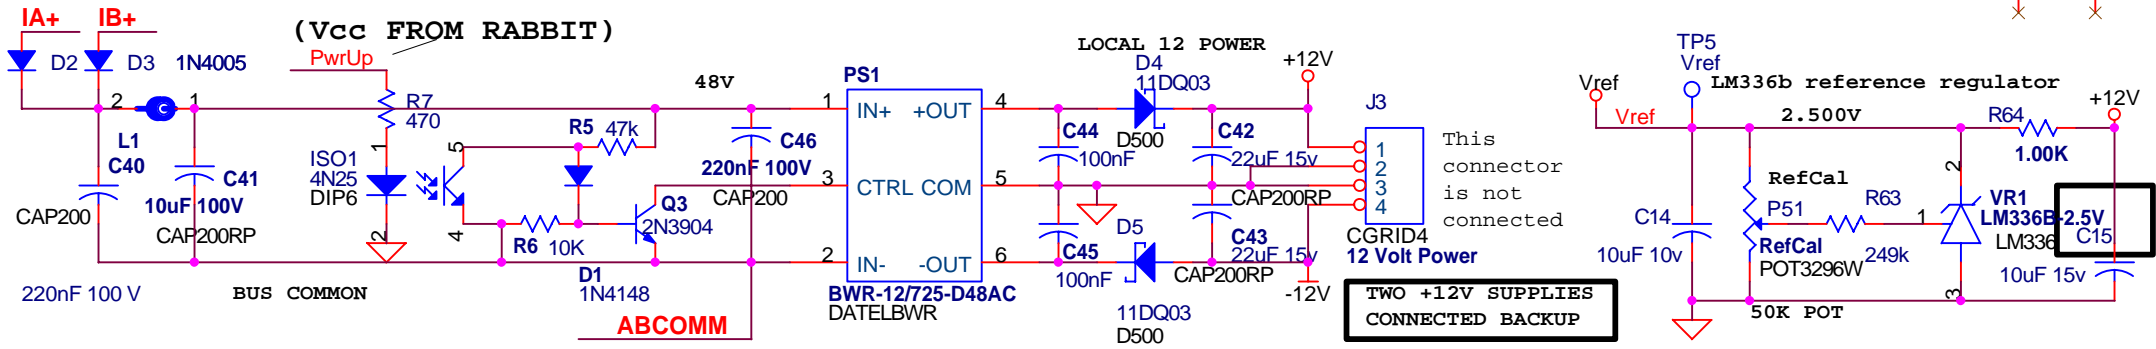 IA+
IB+
(Vcc FROM RABBIT)
PwrUp
D2
D3
1N4005
2
1
L1
C40
CAP200
220nF 100 V
C41
10uF 100V
CAP200RP
BUS COMMON
R7
470
1
ISO1
4N25
DIP6
2
5
4
R5
47k
R6
10K
D1
1N4148
ABCOMM
Q3
2N3904
48V
C46
220nF 100V
CAP200
PS1
1
IN+
+OUT
4
3
CTRL
COM
5
2
IN-
-OUT
6
BWR-12/725-D48AC
DATELBWR
LOCAL 12 POWER
D4
11DQ03
D500
C44
100nF
C45
100nF
D5
11DQ03
D500
C42
22uF 15v
CAP200RP
C43
22uF 15v
CAP200RP
+12V
-12V
J3
1
2
3
4
CGRID4
12 Volt Power
This
connector
is not
connected
TWO +12V SUPPLIES
CONNECTED BACKUP
Vref
Vref
TP5
Vref
LM336b reference regulator
2.500V
R64
1.00K
+12V
C14
10uF 10v
RefCal
P51
RefCal
POT3296W
50K POT
R63
249k
2
1
3
VR1
LM336B-2.5V
LM336
C15
10uF 15v